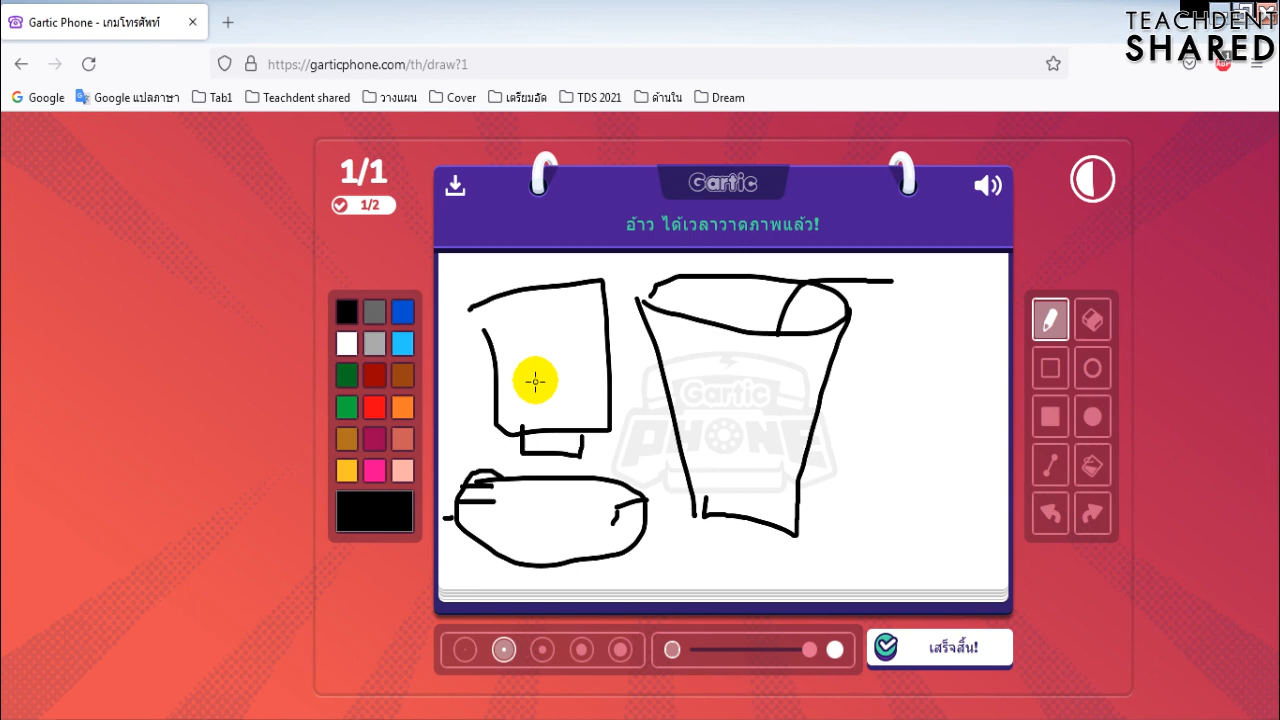 Gartic Phone - เกมโทรศัพท์
TEACHDENT
SHARED
https://garticphone.com/th/draw?1
ABP
Google
Google แปลภาษา
Tab1
Teachdent shared
วางแผน
Cover
เตรียมอัด
TDS 2021
ด้านใน
Dream
1/1
1/2
Gartic
อ้าว ได้เวลาวาดภาพแล้ว!
Gartic
PHONE
เสร็จสิ้น!